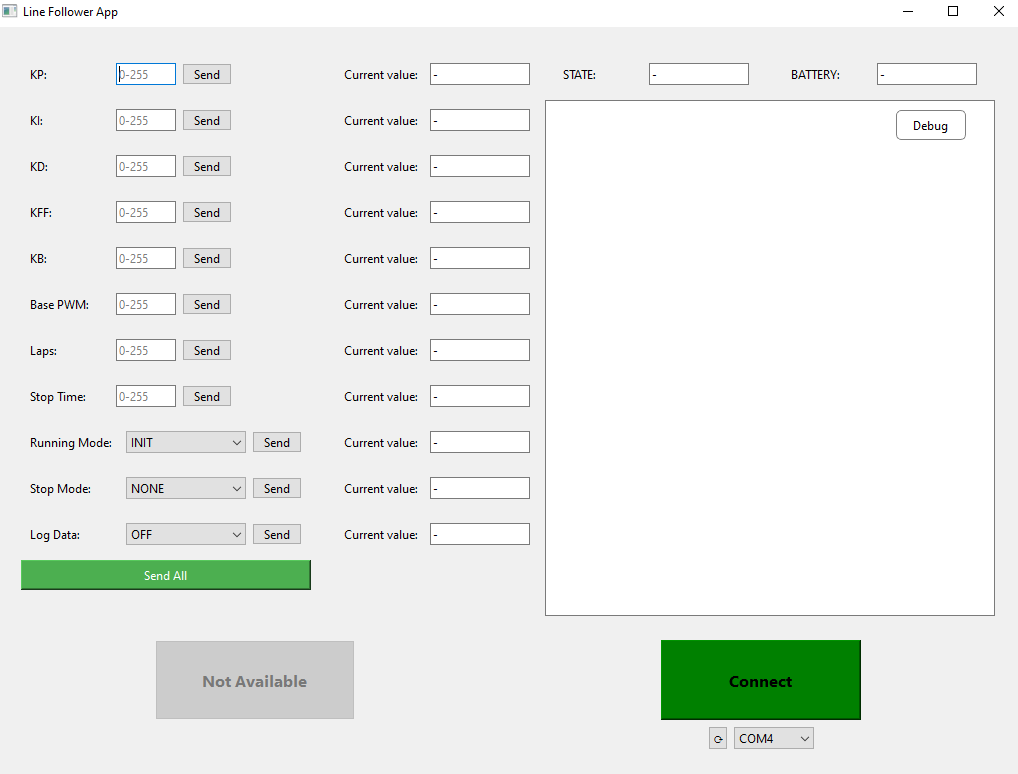 Line Follower App
KP: 0-255 Send Current value: - STATE: - BATTERY: -
Debug
KI: 0-255 Send Current value: -
KD: 0-255 Send Current value: -
KFF: 0-255 Send Current value: -
KB: 0-255 Send Current value: -
Base PWM: 0-255 Send Current value: -
Laps: 0-255 Send Current value: -
Stop Time: 0-255 Send Current value: -
Running Mode: INIT Send Current value: -
Stop Mode: NONE Send Current value: -
Log Data: OFF Send Current value: -
Send All
Not Available Connect
COM4